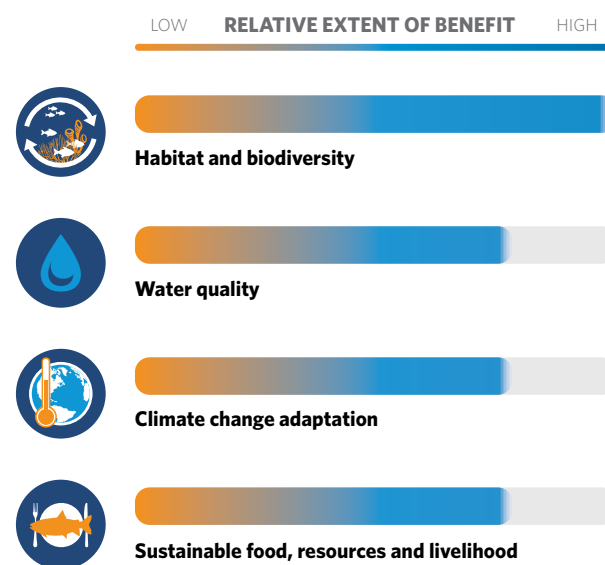 LOW RELATIVE EXTENT OF BENEFIT HIGH
Habitat and biodiversity
Water quality
Climate change adaptation
Sustainable food, resources and livelihood